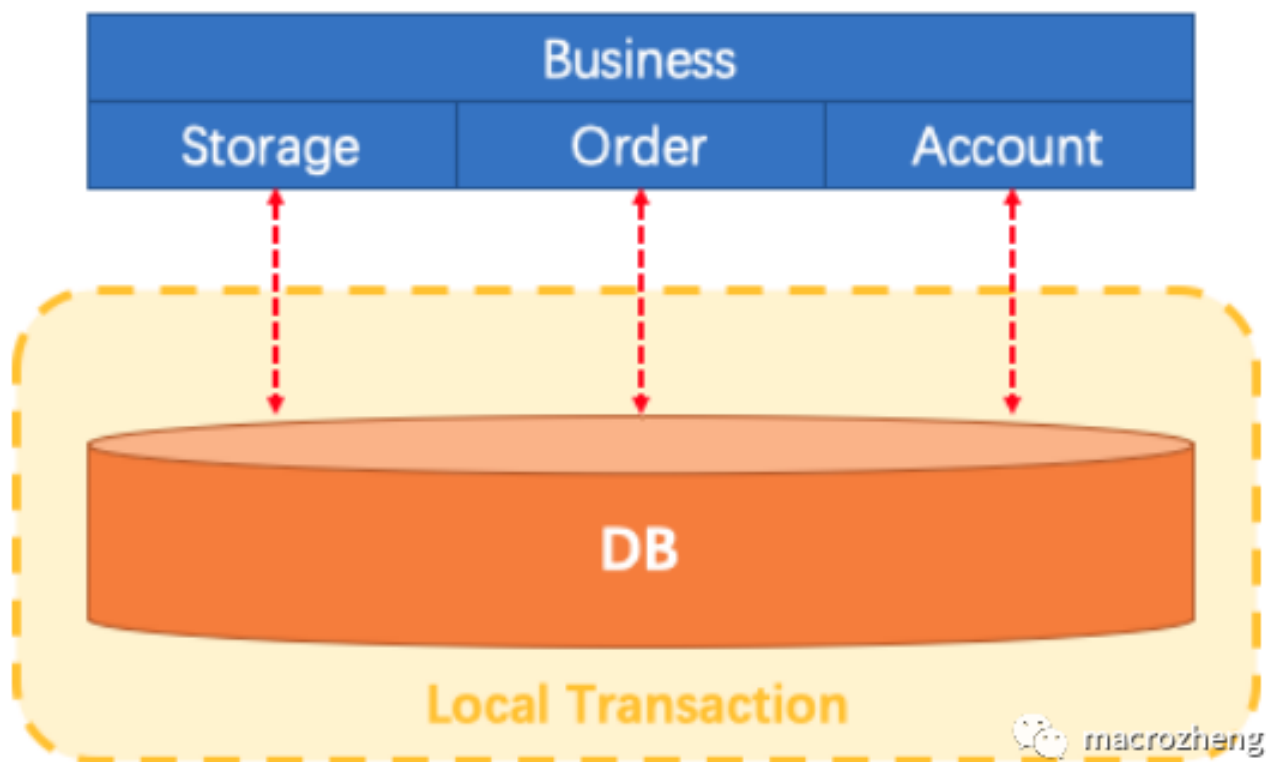 Business
Storage Order Account
DB
Local Transaction
macrozheng